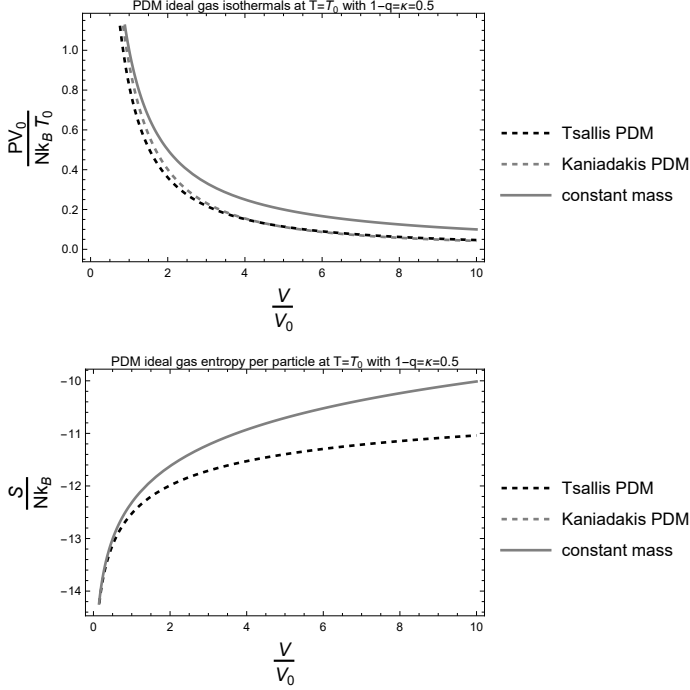 PDM ideal gas isothermals at T=T₀ with 1−q=κ=0.5
PV₀
Nk_B T₀
1.0
0.8
0.6
0.4
0.2
0.0
0 2 4 6 8 10
V
V₀
Tsallis PDM
Kaniadakis PDM
constant mass
PDM ideal gas entropy per particle at T=T₀ with 1−q=κ=0.5
S
Nk_B
−10
−11
−12
−13
−14
0 2 4 6 8 10
V
V₀
Tsallis PDM
Kaniadakis PDM
constant mass